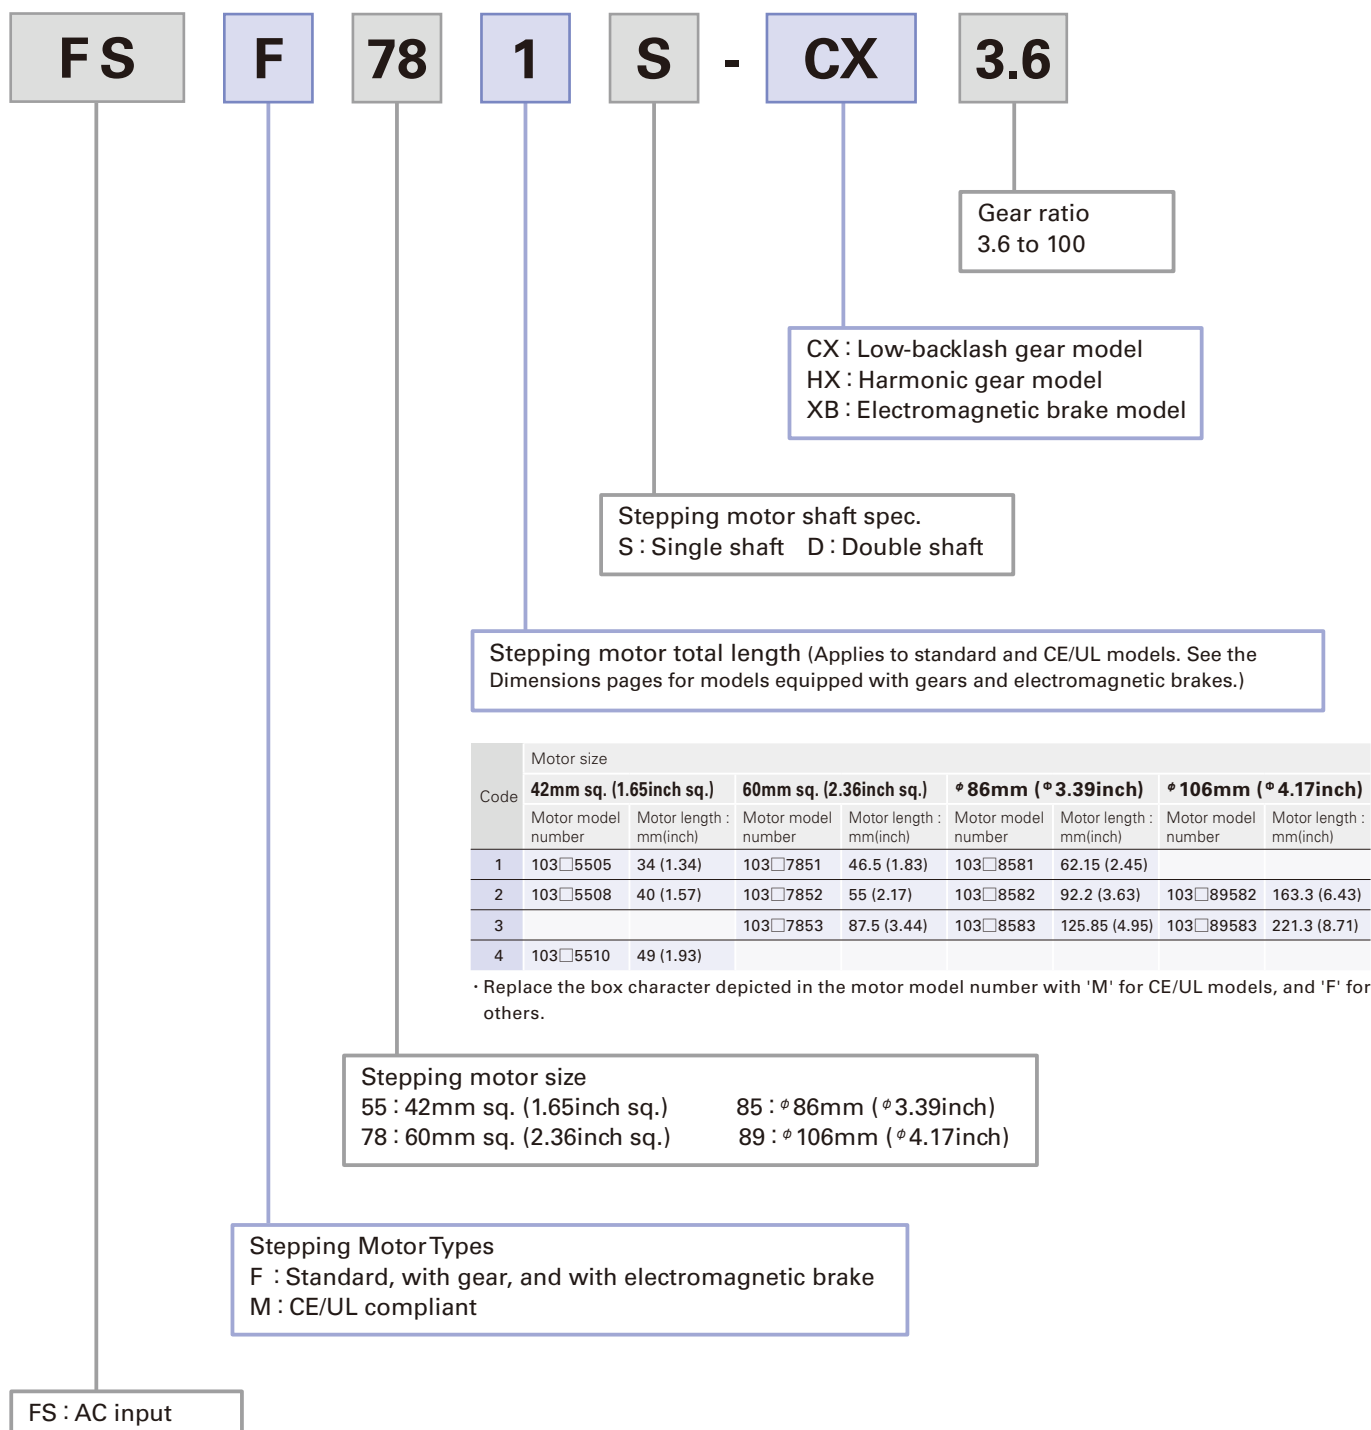 FS F 78 1 S - CX 3.6
Gear ratio
3.6 to 100
CX : Low-backlash gear model
HX : Harmonic gear model
XB : Electromagnetic brake model
Stepping motor shaft spec.
S : Single shaft D : Double shaft
Stepping motor total length (Applies to standard and CE/UL models. See the
Dimensions pages for models equipped with gears and electromagnetic brakes.)
Code Motor size
42mm sq. (1.65inch sq.) 60mm sq. (2.36inch sq.) φ86mm (Φ3.39inch) φ106mm (Φ4.17inch)
Motor model number Motor length : mm(inch) Motor model number Motor length : mm(inch) Motor model number Motor length : mm(inch) Motor model number Motor length : mm(inch)
1 103□5505 34 (1.34) 103□7851 46.5 (1.83) 103□8581 62.15 (2.45)
2 103□5508 40 (1.57) 103□7852 55 (2.17) 103□8582 92.2 (3.63) 103□89582 163.3 (6.43)
3 103□7853 87.5 (3.44) 103□8583 125.85 (4.95) 103□89583 221.3 (8.71)
4 103□5510 49 (1.93)
· Replace the box character depicted in the motor model number with 'M' for CE/UL models, and 'F' for
others.
Stepping motor size
55 : 42mm sq. (1.65inch sq.) 85 : φ86mm (φ3.39inch)
78 : 60mm sq. (2.36inch sq.) 89 : φ106mm (φ4.17inch)
Stepping Motor Types
F : Standard, with gear, and with electromagnetic brake
M : CE/UL compliant
FS : AC input